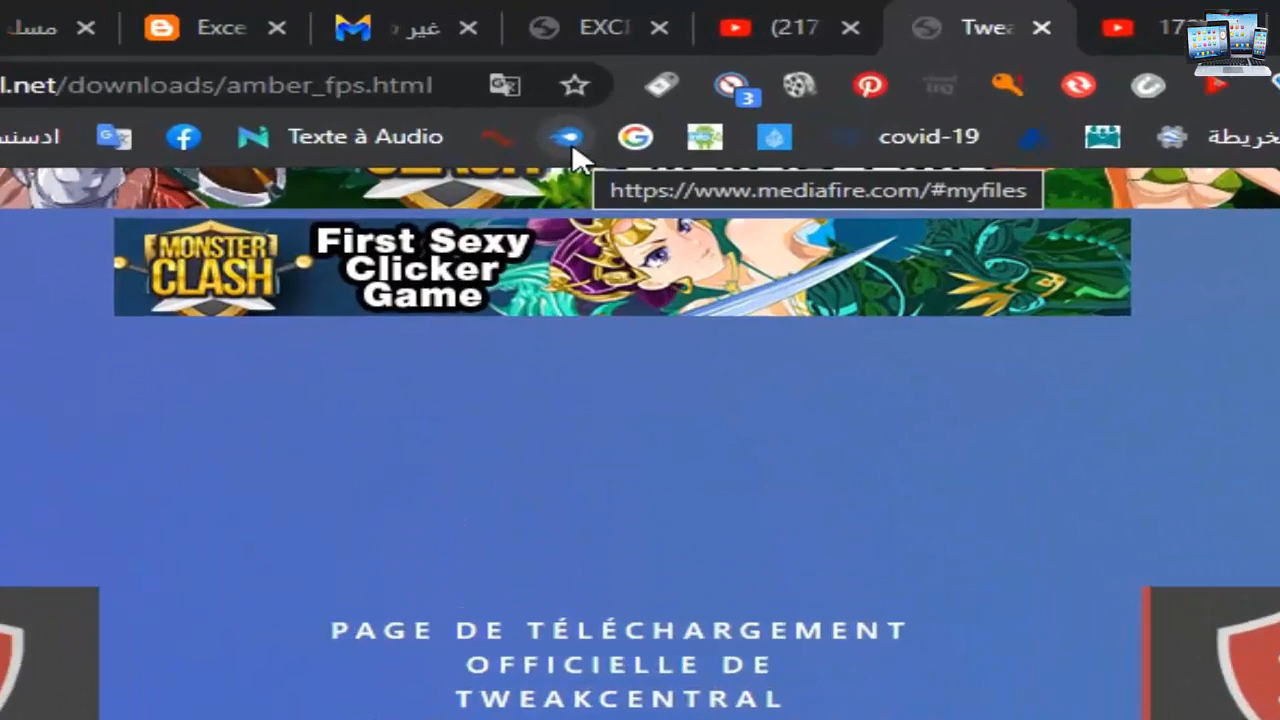 مسل
Exce
غير
EXC
(217
Twea
17
l.net/downloads/amber_fps.html
3
ادسنس
Texte à Audio
covid-19
خريطة
https://www.mediafire.com/#myfiles
MONSTER
CLASH
First Sexy
Clicker
Game
PAGE DE TÉLÉCHARGEMENT
OFFICIELLE DE
TWEAKCENTRAL